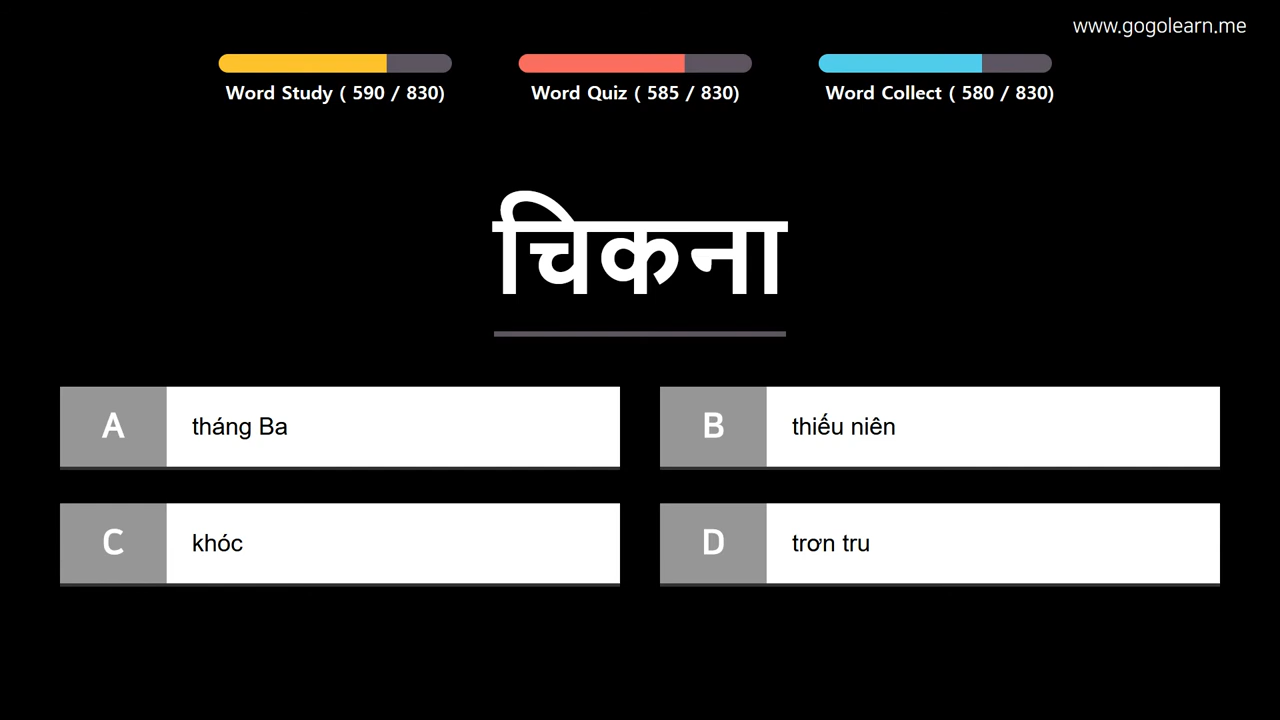 www.gogolearn.me
Word Study ( 590 / 830)
Word Quiz ( 585 / 830)
Word Collect ( 580 / 830)
चिकना
A tháng Ba
B thiếu niên
C khóc
D trơn tru